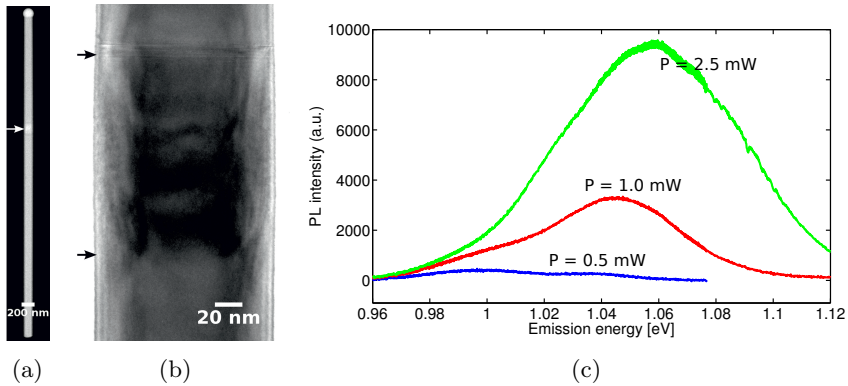 200 nm
20 nm
10000
8000
6000
4000
2000
0
PL intensity (a.u.)
P = 2.5 mW
P = 1.0 mW
P = 0.5 mW
0.96 0.98 1 1.02 1.04 1.06 1.08 1.1 1.12
Emission energy [eV]
(a) (b) (c)